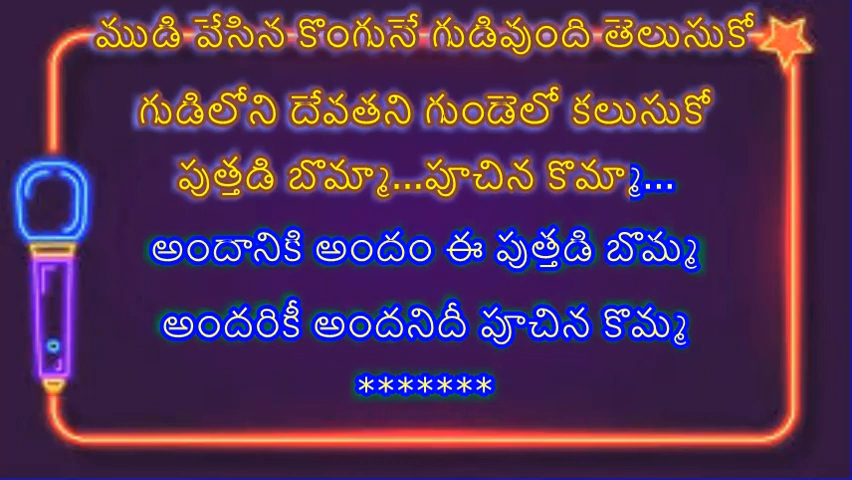 ముడి వేసిన కొంగునే గుడివుంది తెలుసుకో
గుడిలోని దేవతని గుండెలో కలుసుకో
పుత్తడి బొమ్మా...పూచిన కొమ్మా...
అందానికి అందం ఈ పుత్తడి బొమ్మ
అందరికీ అందనిదీ పూచిన కొమ్మ
*******